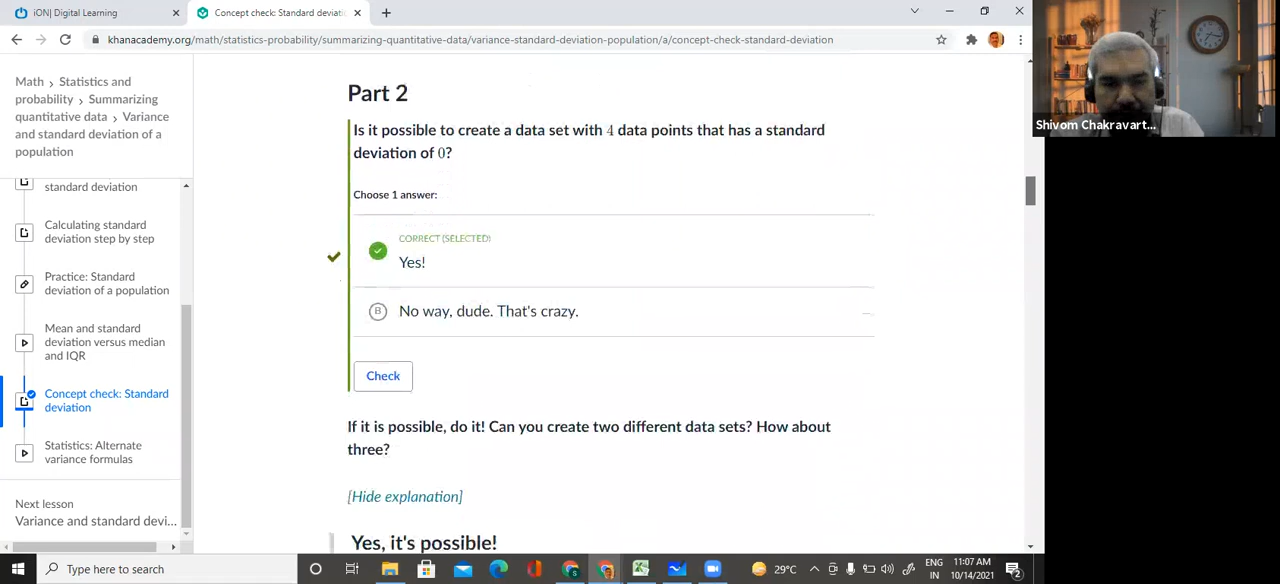 iON| Digital Learning
Concept check: Standard deviati
khanacademy.org/math/statistics-probability/summarizing-quantitative-data/variance-standard-deviation-population/a/concept-check-standard-deviation
Math > Statistics and
probability > Summarizing
quantitative data > Variance
and standard deviation of a
population
standard deviation
Calculating standard
deviation step by step
Practice: Standard
deviation of a population
Mean and standard
deviation versus median
and IQR
Concept check: Standard
deviation
Statistics: Alternate
variance formulas
Next lesson
Variance and standard devi...
Part 2
Is it possible to create a data set with 4 data points that has a standard
deviation of 0?
Choose 1 answer:
CORRECT (SELECTED)
Yes!
B
No way, dude. That's crazy.
Check
If it is possible, do it! Can you create two different data sets? How about
three?
[Hide explanation]
Yes, it's possible!
Shivom Chakravart...
Type here to search
29°C
ENG
IN
11:07 AM
10/14/2021
2